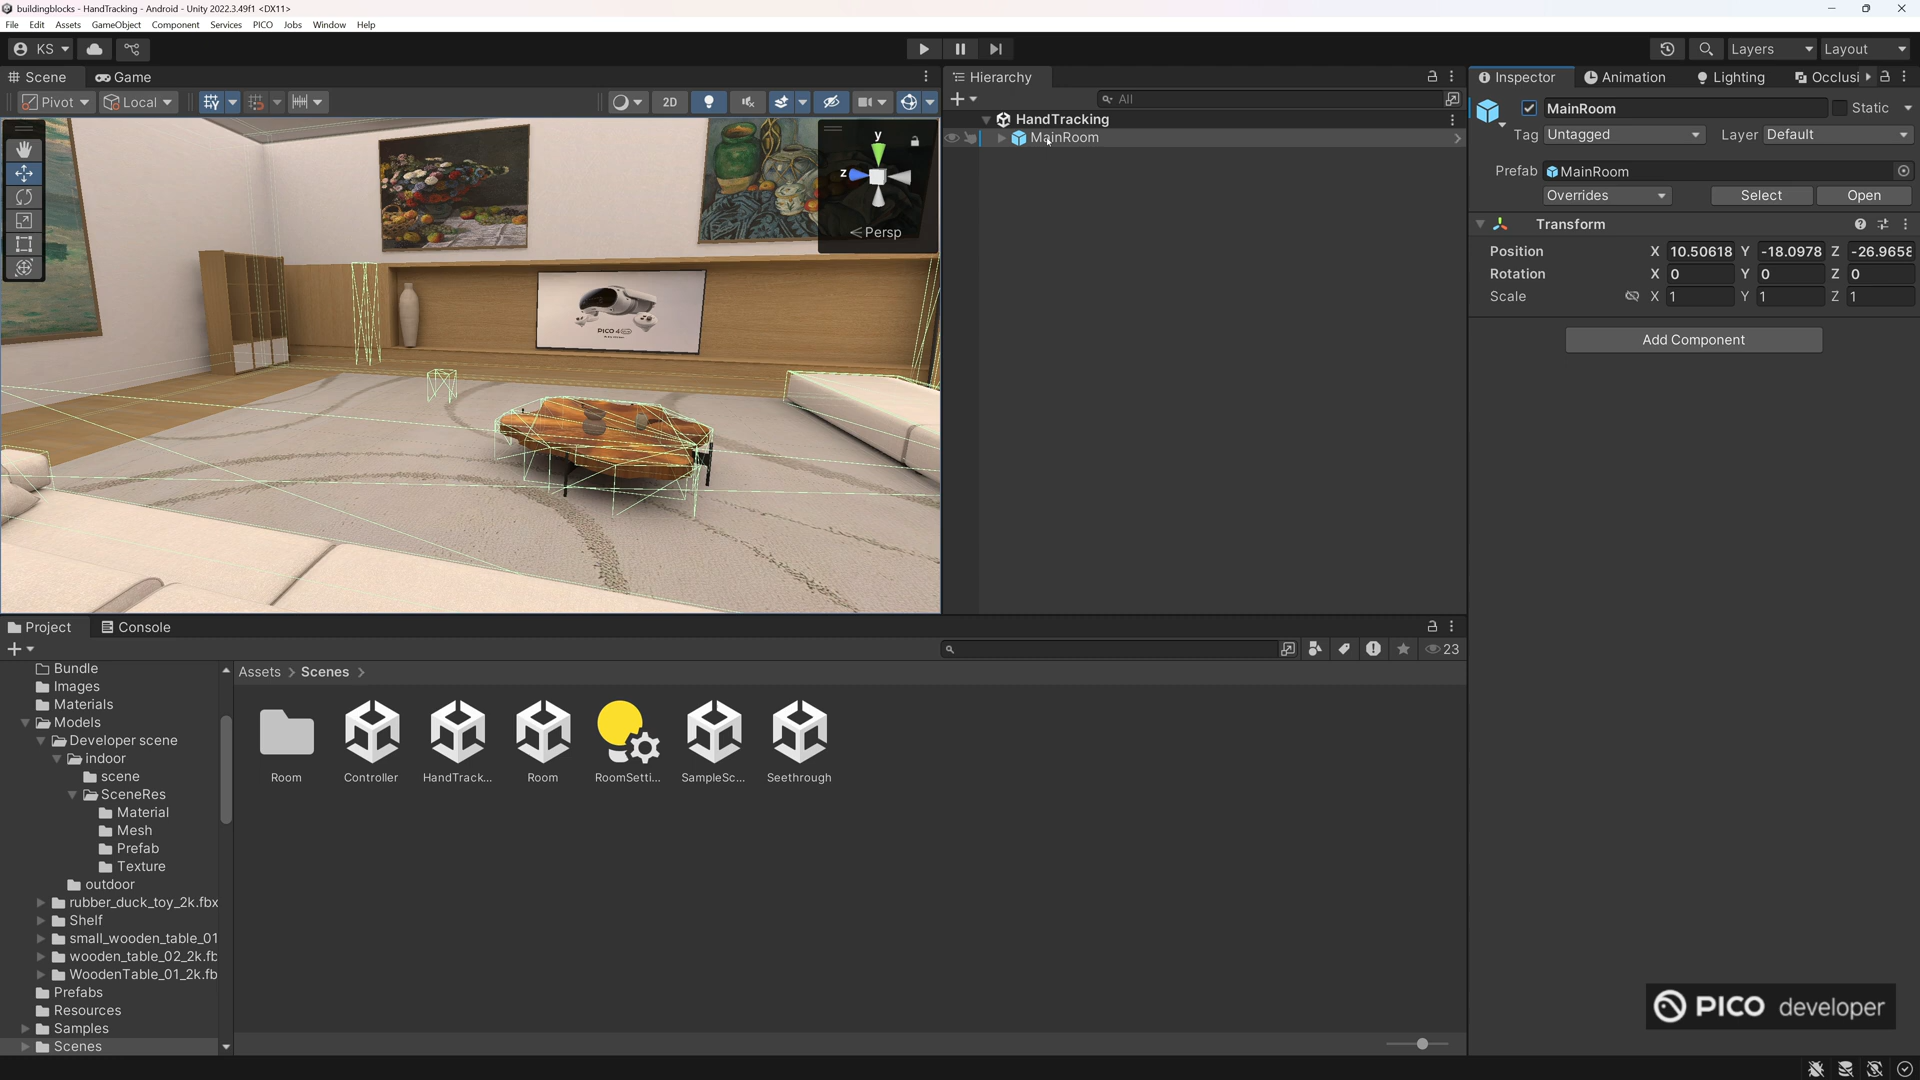 buildingblocks - HandTracking - Android - Unity 2022.3.49f1 <DX11>
File Edit Assets GameObject Component Services PICO Jobs Window Help
KS
Layers
Layout
Scene
Game
Pivot
Local
2D
y
z
Persp
PICO 4
Hierarchy
All
HandTracking
MainRoom
Inspector
Animation
Lighting
Occlusi
MainRoom
Static
Tag Untagged Layer Default
Prefab MainRoom
Overrides Select Open
Transform
Position X 10.50618 Y -18.0978 Z -26.9658
Rotation X 0 Y 0 Z 0
Scale X 1 Y 1 Z 1
Add Component
Project
Console
23
Bundle
Images
Materials
Models
Developer scene
indoor
scene
SceneRes
Material
Mesh
Prefab
Texture
outdoor
rubber_duck_toy_2k.fbx
Shelf
small_wooden_table_01
wooden_table_02_2k.fb
WoodenTable_01_2k.fb
Prefabs
Resources
Samples
Scenes
Assets > Scenes >
Room
Controller
HandTrack...
Room
RoomSetti...
SampleSc...
Seethrough
PICO developer